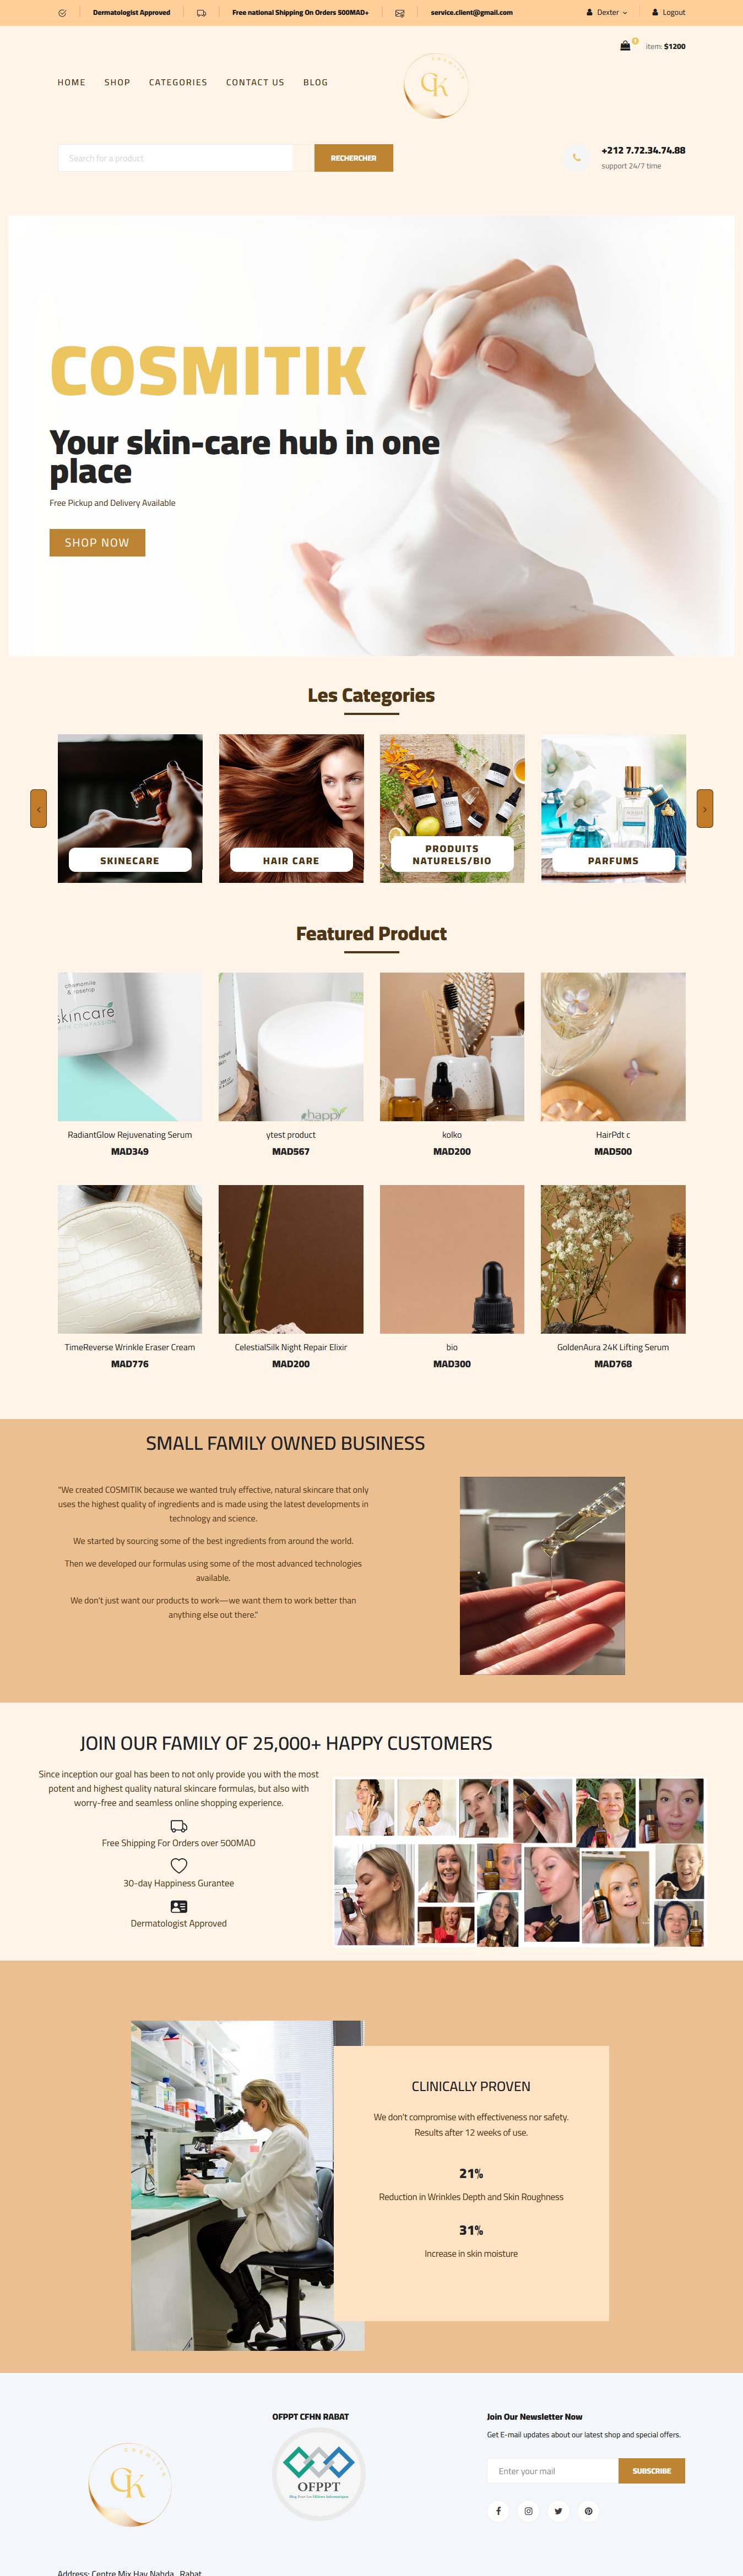 Dermatologist Approved
Free national Shipping On Orders 500MAD+
service.client@gmail.com
Dexter
Logout
1
item: $1200
HOME
SHOP
CATEGORIES
CONTACT US
BLOG
COSMITIK
CK
Search for a product
RECHERCHER
+212 7.72.34.74.88
support 24/7 time
COSMITIK
Your skin-care hub in one
place
Free Pickup and Delivery Available
SHOP NOW
Les Categories
SKINECARE
HAIR CARE
PRODUITS
NATURELS/BIO
PARFUMS
Featured Product
chamomile
& rosehip
skincare
happy
RadiantGlow Rejuvenating Serum
MAD349
ytest product
MAD567
kolko
MAD200
HairPdt c
MAD500
TimeReverse Wrinkle Eraser Cream
MAD776
CelestialSilk Night Repair Elixir
MAD200
bio
MAD300
GoldenAura 24K Lifting Serum
MAD768
SMALL FAMILY OWNED BUSINESS
"We created COSMITIK because we wanted truly effective, natural skincare that only
uses the highest quality of ingredients and is made using the latest developments in
technology and science.
We started by sourcing some of the best ingredients from around the world.
Then we developed our formulas using some of the most advanced technologies
available.
We don't just want our products to work—we want them to work better than
anything else out there."
JOIN OUR FAMILY OF 25,000+ HAPPY CUSTOMERS
Since inception our goal has been to not only provide you with the most
potent and highest quality natural skincare formulas, but also with
worry-free and seamless online shopping experience.
Free Shipping For Orders over 500MAD
30-day Happiness Gurantee
Dermatologist Approved
CLINICALLY PROVEN
We don't compromise with effectiveness nor safety.
Results after 12 weeks of use.
21%
Reduction in Wrinkles Depth and Skin Roughness
31%
Increase in skin moisture
COSMITIK
CK
OFPPT CFHN RABAT
OFPPT
Blog Pour Les Filières Informatiques
Join Our Newsletter Now
Get E-mail updates about our latest shop and special offers.
Enter your mail
SUBSCRIBE
Address: Centre Mix Hay Nahda , Rabat